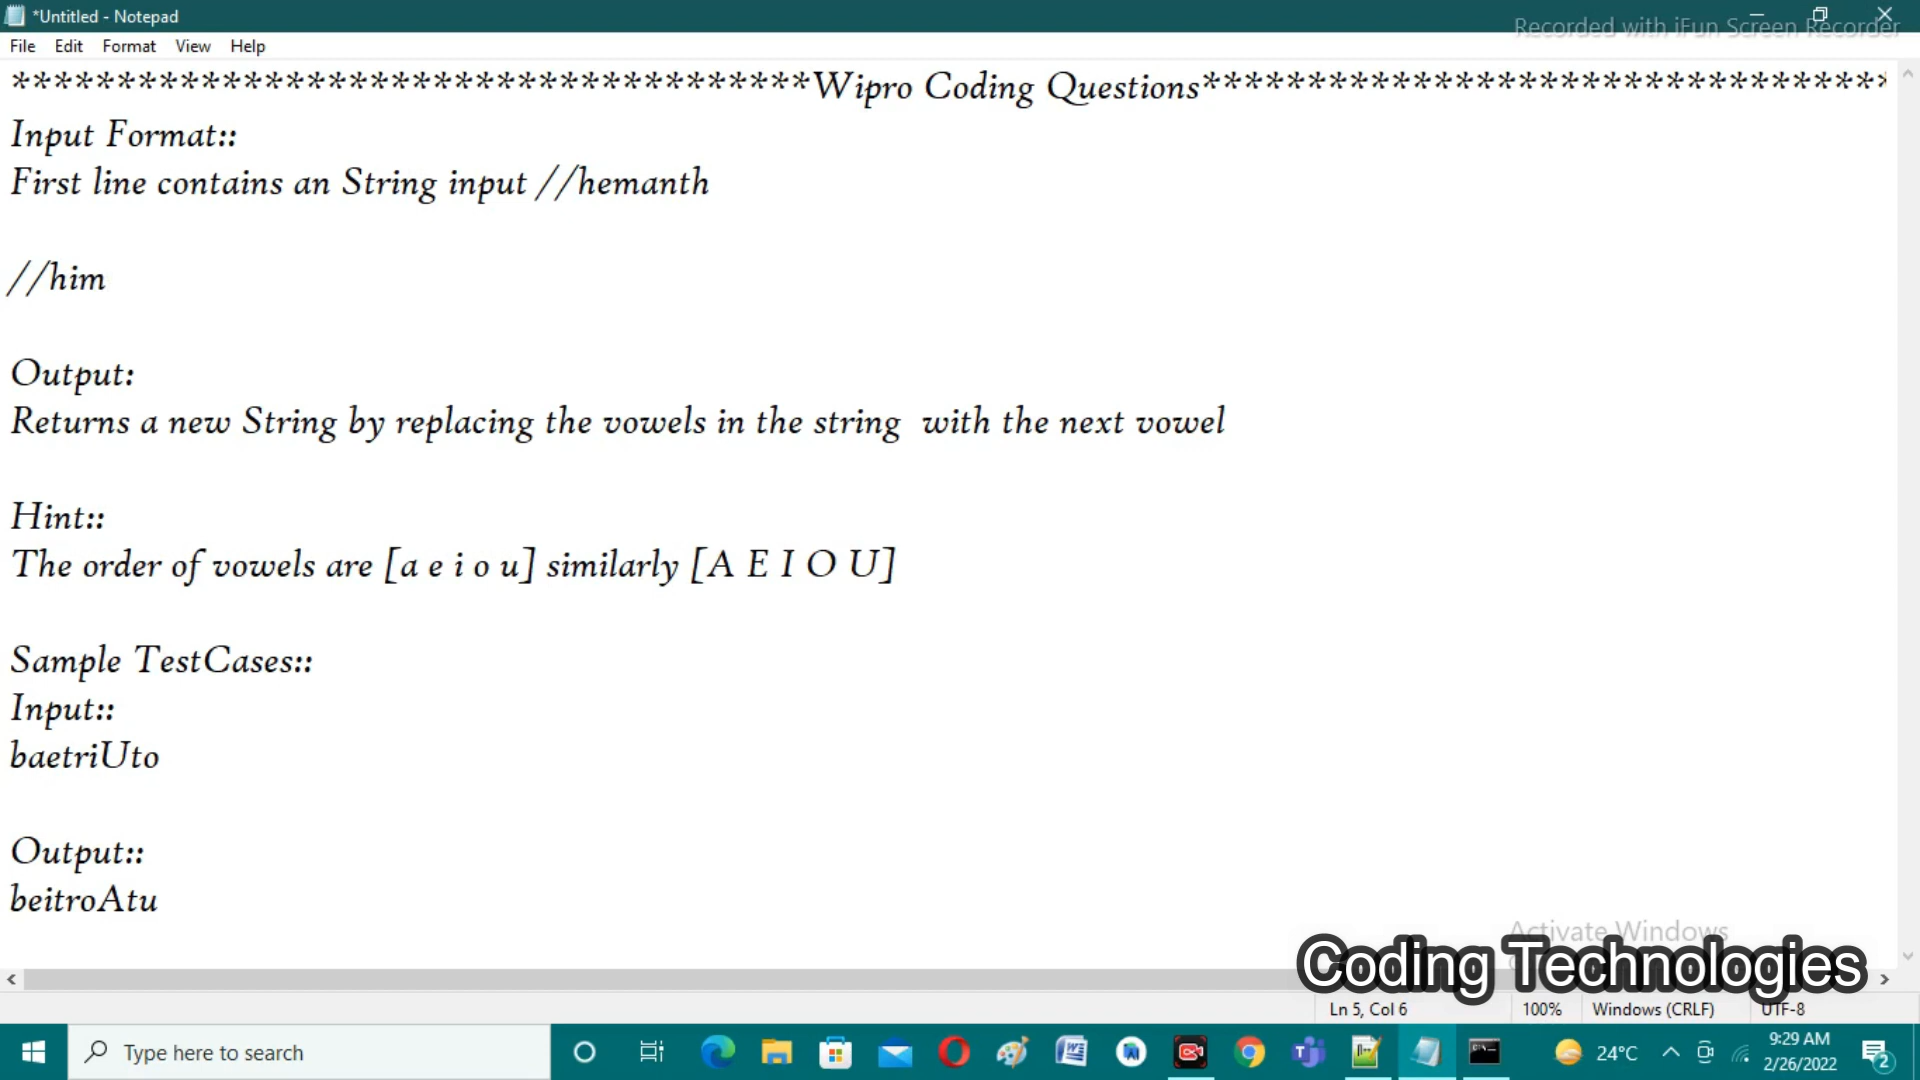 *Untitled - Notepad
Recorded with iFun Screen Recorder
File Edit Format View Help
**************************************Wipro Coding Questions*********************************
Input Format::
First line contains an String input //hemanth
//him
Output:
Returns a new String by replacing the vowels in the string  with the next vowel
Hint::
The order of vowels are [a e i o u] similarly [A E I O U]
Sample TestCases::
Input::
baetriUto
Output::
beitroAtu
Activate Windows
Coding Technologies
Ln 5, Col 6 100% Windows (CRLF) UTF-8
Type here to search
24°C
9:29 AM
2/26/2022
2